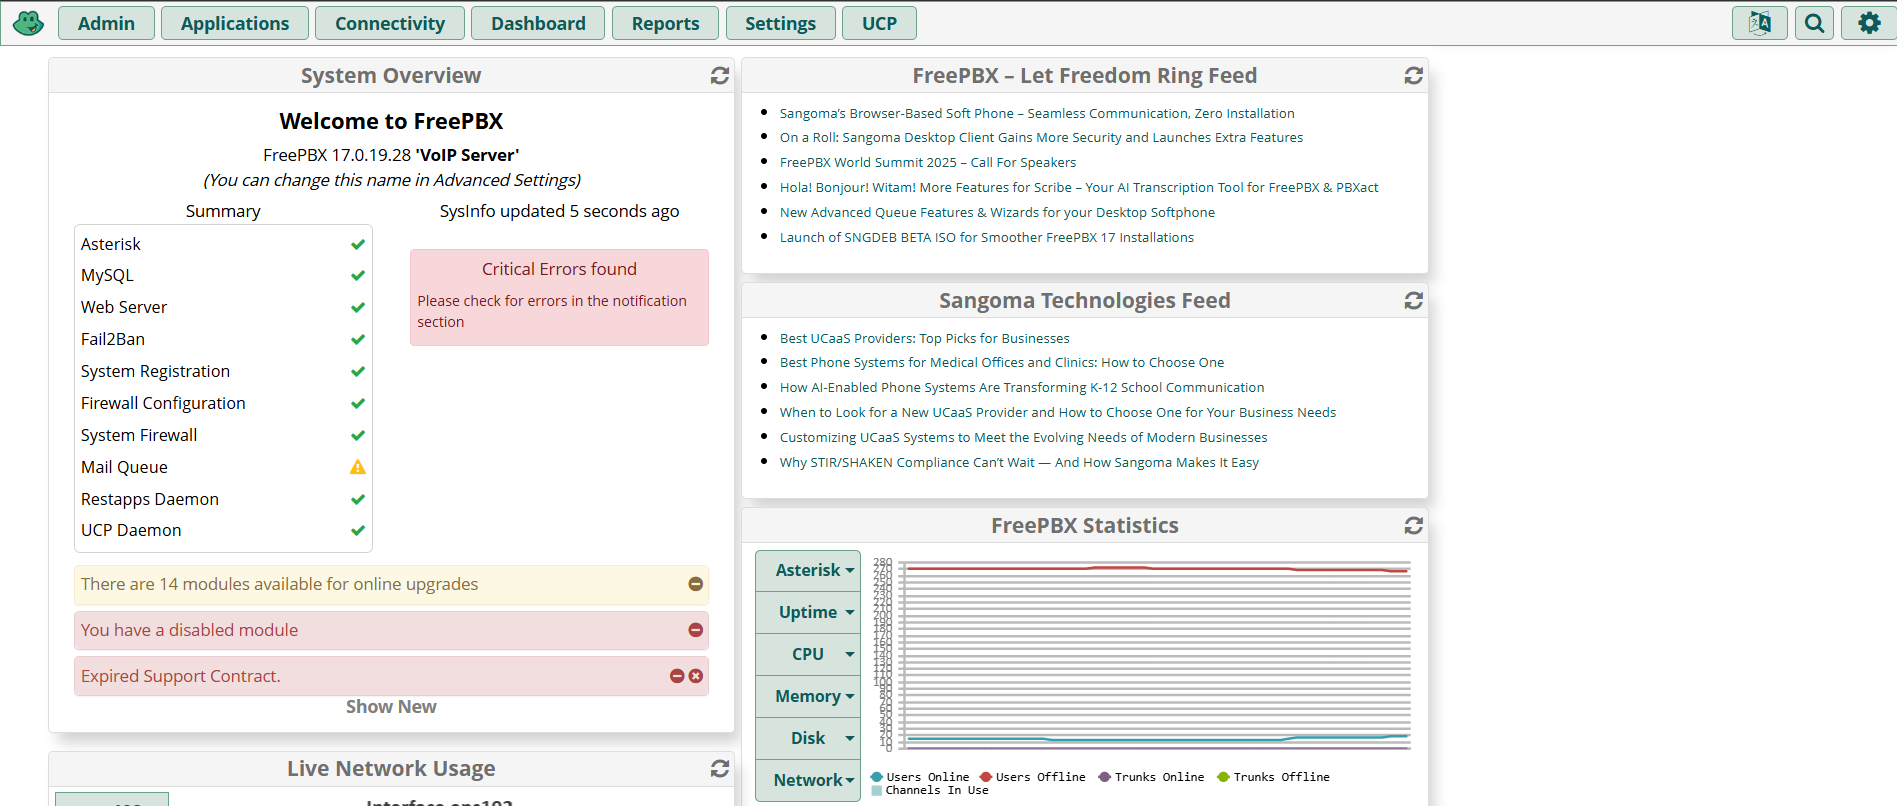 Admin
Applications
Connectivity
Dashboard
Reports
Settings
UCP
System Overview
Welcome to FreePBX
FreePBX 17.0.19.28 'VoIP Server'
(You can change this name in Advanced Settings)
Summary
SysInfo updated 5 seconds ago
Asterisk
MySQL
Web Server
Fail2Ban
System Registration
Firewall Configuration
System Firewall
Mail Queue
Restapps Daemon
UCP Daemon
Critical Errors found
Please check for errors in the notification
section
There are 14 modules available for online upgrades
You have a disabled module
Expired Support Contract.
Show New
Live Network Usage
FreePBX – Let Freedom Ring Feed
Sangoma’s Browser-Based Soft Phone – Seamless Communication, Zero Installation
On a Roll: Sangoma Desktop Client Gains More Security and Launches Extra Features
FreePBX World Summit 2025 – Call For Speakers
Hola! Bonjour! Witam! More Features for Scribe – Your AI Transcription Tool for FreePBX & PBXact
New Advanced Queue Features & Wizards for your Desktop Softphone
Launch of SNGDEB BETA ISO for Smoother FreePBX 17 Installations
Sangoma Technologies Feed
Best UCaaS Providers: Top Picks for Businesses
Best Phone Systems for Medical Offices and Clinics: How to Choose One
How AI-Enabled Phone Systems Are Transforming K-12 School Communication
When to Look for a New UCaaS Provider and How to Choose One for Your Business Needs
Customizing UCaaS Systems to Meet the Evolving Needs of Modern Businesses
Why STIR/SHAKEN Compliance Can’t Wait — And How Sangoma Makes It Easy
FreePBX Statistics
Asterisk
Uptime
CPU
Memory
Disk
Network
280
270
260
250
240
230
220
210
200
190
180
170
160
150
140
130
120
110
100
90
80
70
60
50
40
30
20
10
0
Users Online
Users Offline
Trunks Online
Trunks Offline
Channels In Use